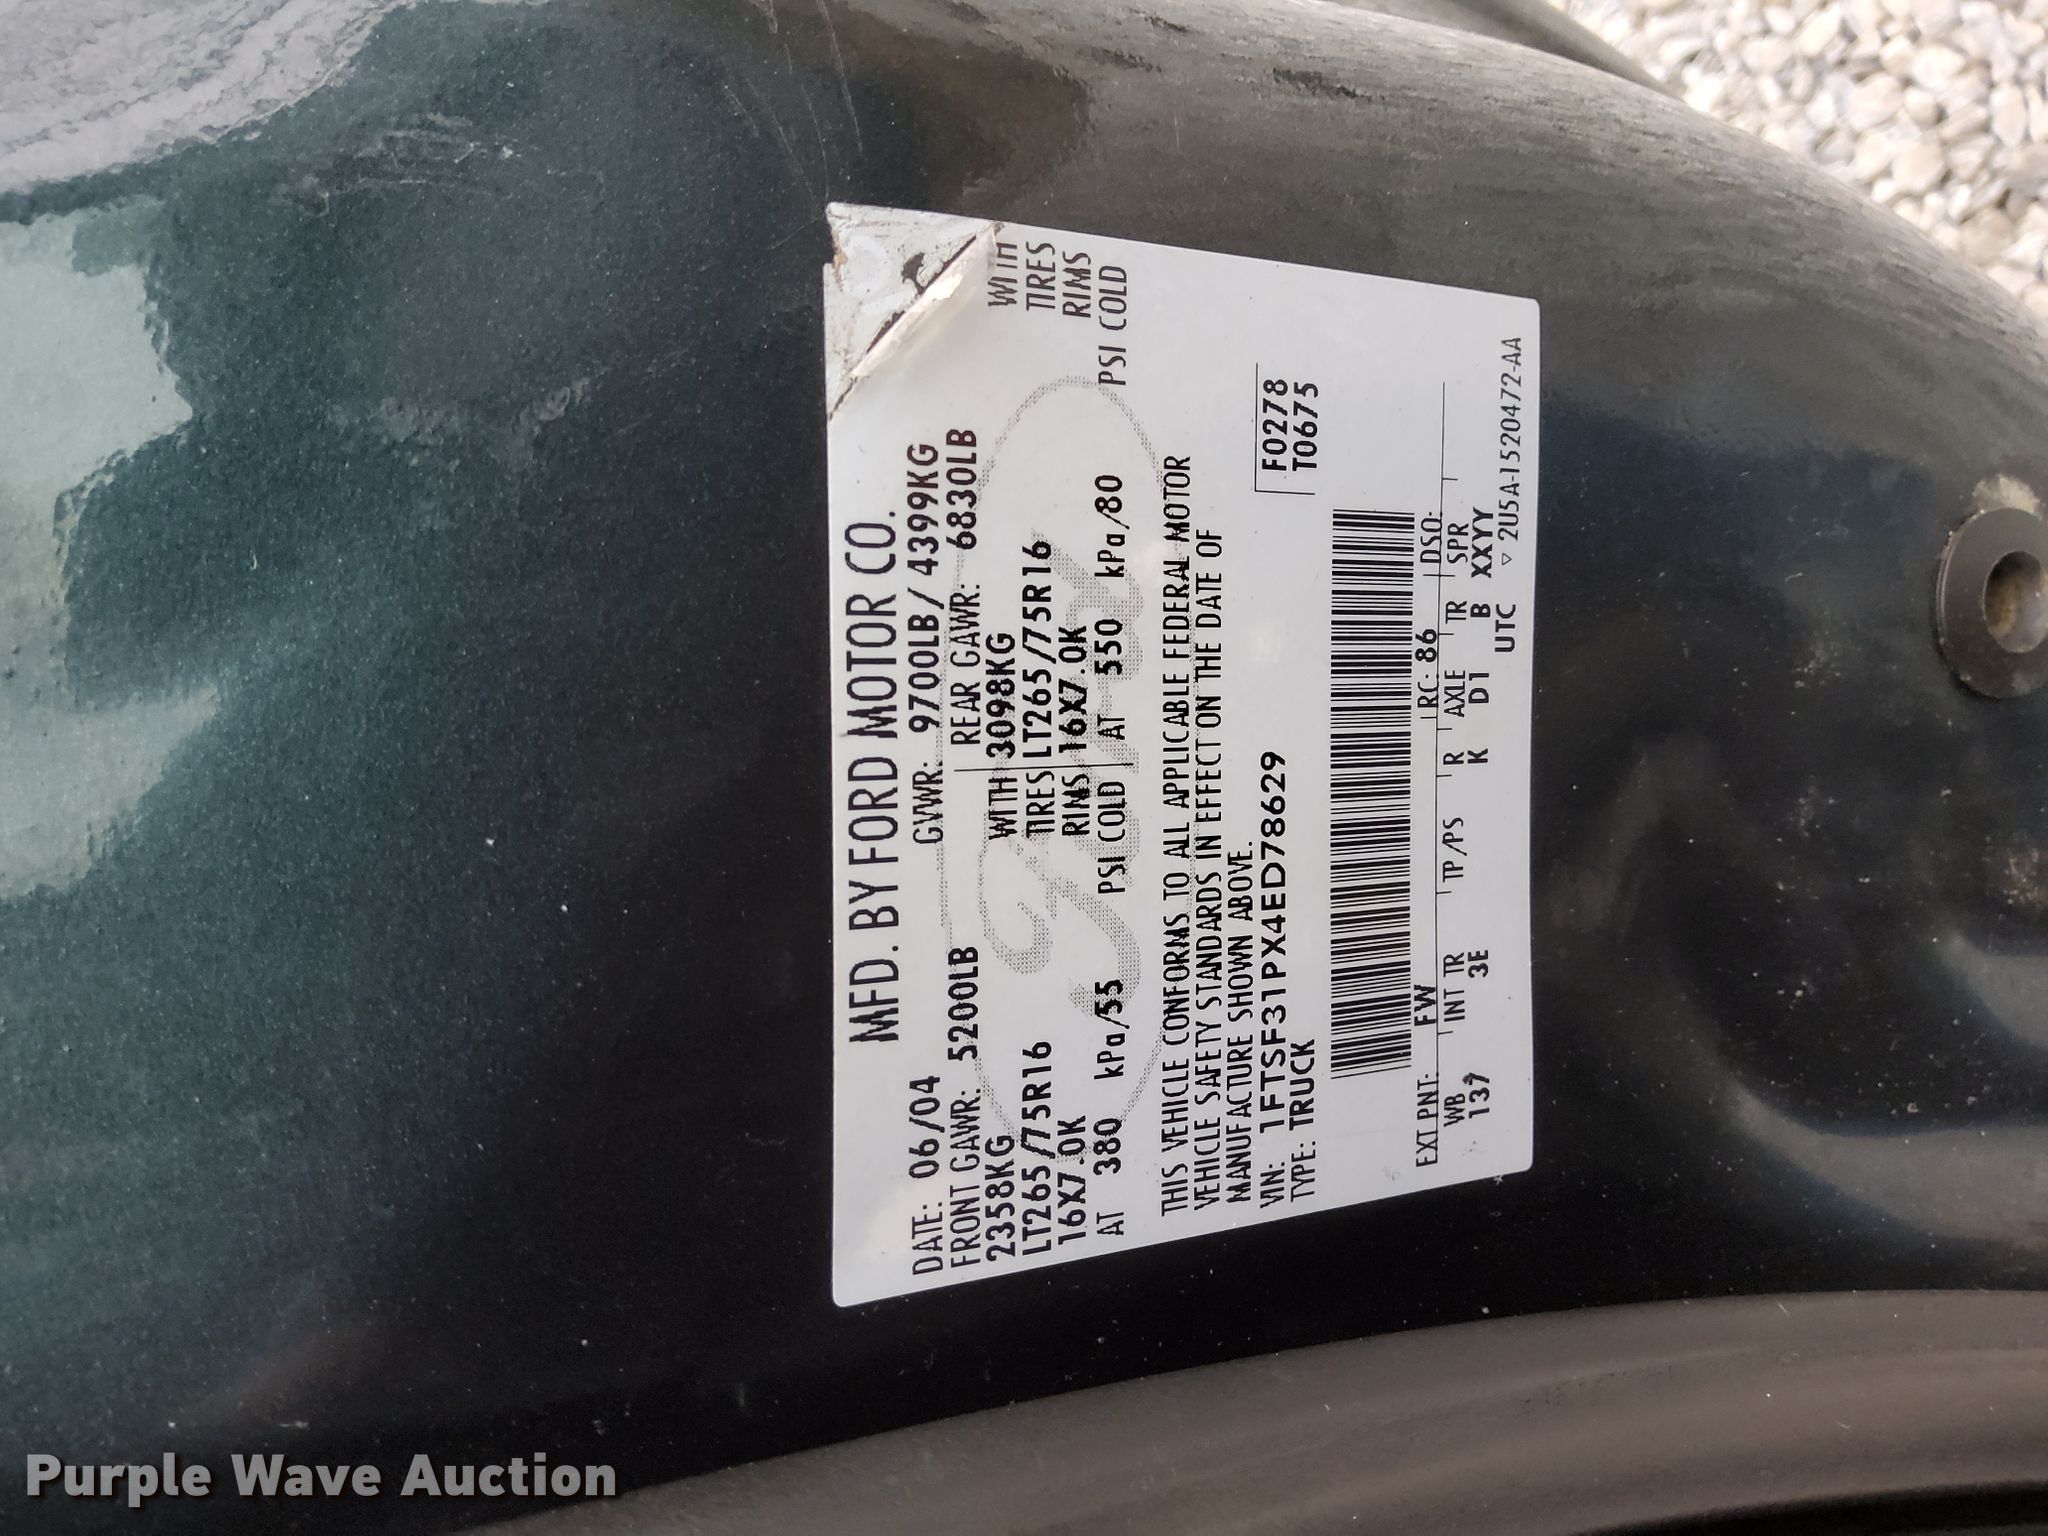 MFD. BY FORD MOTOR CO.
DATE: 06/04 GVWR: 9700LB/ 4399KG
FRONT GAWR: 5200LB REAR GAWR: 6830LB
2358KG WITH 3098KG WITH
LT265/75R16 TIRES LT265/75R16 TIRES
16X7.0K RIMS 16X7.0K RIMS
AT 380 kPa/55 PSI COLD AT 550 kPa/80 PSI COLD
THIS VEHICLE CONFORMS TO ALL APPLICABLE FEDERAL MOTOR
VEHICLE SAFETY STANDARDS IN EFFECT ON THE DATE OF
MANUFACTURE SHOWN ABOVE.
VIN: 1FTSF31PX4ED78629 F0278
TYPE: TRUCK T0675
EXT PNT: FW RC: 86 DSO:
WB INT TR TP/PS R AXLE TR SPR
137 3E K D1 B XXYY
UTC ▿ 2U5A-1520472-AA
Purple Wave Auction